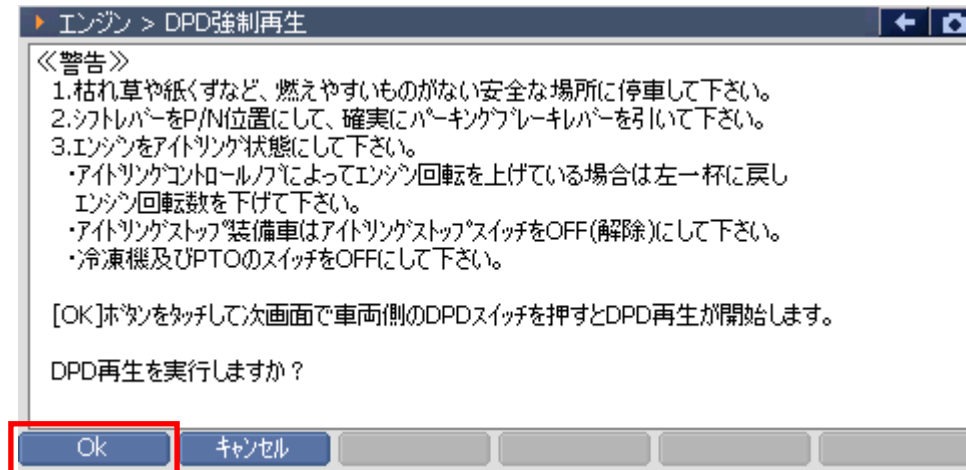 エンジン > DPD強制再生
≪警告≫
1.枯れ草や紙くずなど、燃えやすいものがない安全な場所に停車して下さい。
2.ｼﾌﾄﾚﾊﾞｰをP/N位置にして、確実にﾊﾟｰｷﾝｸﾞﾌﾞﾚｰｷﾚﾊﾞｰを引いて下さい。
3.ｴﾝｼﾞﾝをｱｲﾄﾞﾘﾝｸﾞ状態にして下さい。
・ｱｲﾄﾞﾘﾝｸﾞｺﾝﾄﾛｰﾙﾉﾌﾞによってｴﾝｼﾞﾝ回転を上げている場合は左一杯に戻し
ｴﾝｼﾞﾝ回転数を下げて下さい。
・ｱｲﾄﾞﾘﾝｸﾞｽﾄｯﾌﾟ装備車はｱｲﾄﾞﾘﾝｸﾞｽﾄｯﾌﾟｽｲｯﾁをOFF(解除)にして下さい。
・冷凍機及びPTOのｽｲｯﾁをOFFにして下さい。
[OK]ﾎﾞﾀﾝをﾀｯﾁして次画面で車両側のDPDｽｲｯﾁを押すとDPD再生が開始します。
DPD再生を実行しますか？
Ok ｷｬﾝｾﾙ